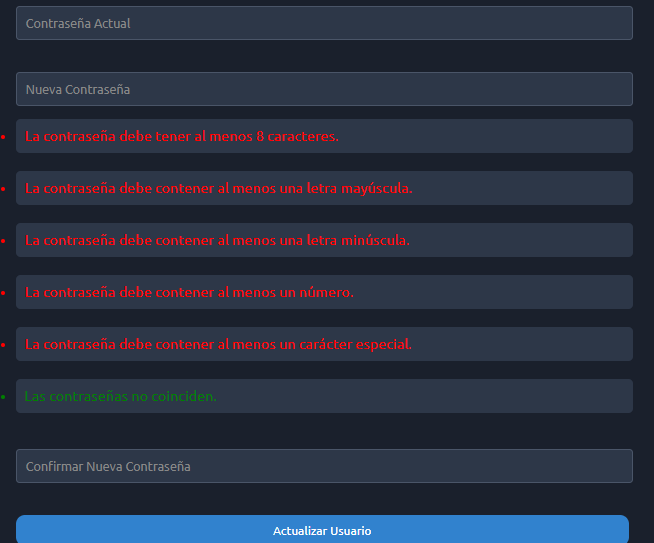 Contraseña Actual
Nueva Contraseña
La contraseña debe tener al menos 8 caracteres.
La contraseña debe contener al menos una letra mayúscula.
La contraseña debe contener al menos una letra minúscula.
La contraseña debe contener al menos un número.
La contraseña debe contener al menos un carácter especial.
Las contraseñas no coinciden.
Confirmar Nueva Contraseña
Actualizar Usuario